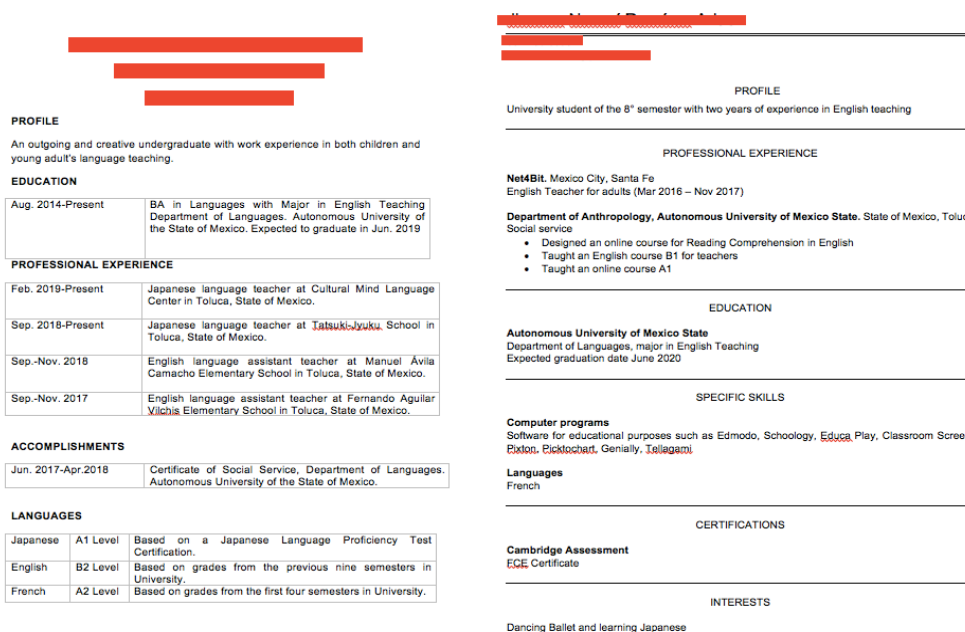 PROFILE
An outgoing and creative undergraduate with work experience in both children and
young adult's language teaching.
EDUCATION
Aug. 2014-Present
BA in Languages with Major in English Teaching
Department of Languages. Autonomous University of
the State of Mexico. Expected to graduate in Jun. 2019
PROFESSIONAL EXPERIENCE
Feb. 2019-Present
Japanese language teacher at Cultural Mind Language
Center in Toluca, State of Mexico.
Sep. 2018-Present
Japanese language teacher at Tatsuki-Jyuku School in
Toluca, State of Mexico.
Sep.-Nov. 2018
English language assistant teacher at Manuel Ávila
Camacho Elementary School in Toluca, State of Mexico.
Sep.-Nov. 2017
English language assistant teacher at Fernando Aguilar
Vilchis Elementary School in Toluca, State of Mexico.
ACCOMPLISHMENTS
Jun. 2017-Apr.2018
Certificate of Social Service, Department of Languages.
Autonomous University of the State of Mexico.
LANGUAGES
Japanese A1 Level Based on a Japanese Language Proficiency Test
Certification.
English B2 Level Based on grades from the previous nine semesters in
University.
French A2 Level Based on grades from the first four semesters in University.
PROFILE
University student of the 8° semester with two years of experience in English teaching
PROFESSIONAL EXPERIENCE
Net4Bit. Mexico City, Santa Fe
English Teacher for adults (Mar 2016 – Nov 2017)
Department of Anthropology, Autonomous University of Mexico State. State of Mexico, Toluc
Social service
• Designed an online course for Reading Comprehension in English
• Taught an English course B1 for teachers
• Taught an online course A1
EDUCATION
Autonomous University of Mexico State
Department of Languages, major in English Teaching
Expected graduation date June 2020
SPECIFIC SKILLS
Computer programs
Software for educational purposes such as Edmodo, Schoology, Educa Play, Classroom Scree
Pixton, Picktochart, Genially, Tellagami
Languages
French
CERTIFICATIONS
Cambridge Assessment
FCE Certificate
INTERESTS
Dancing Ballet and learning Japanese